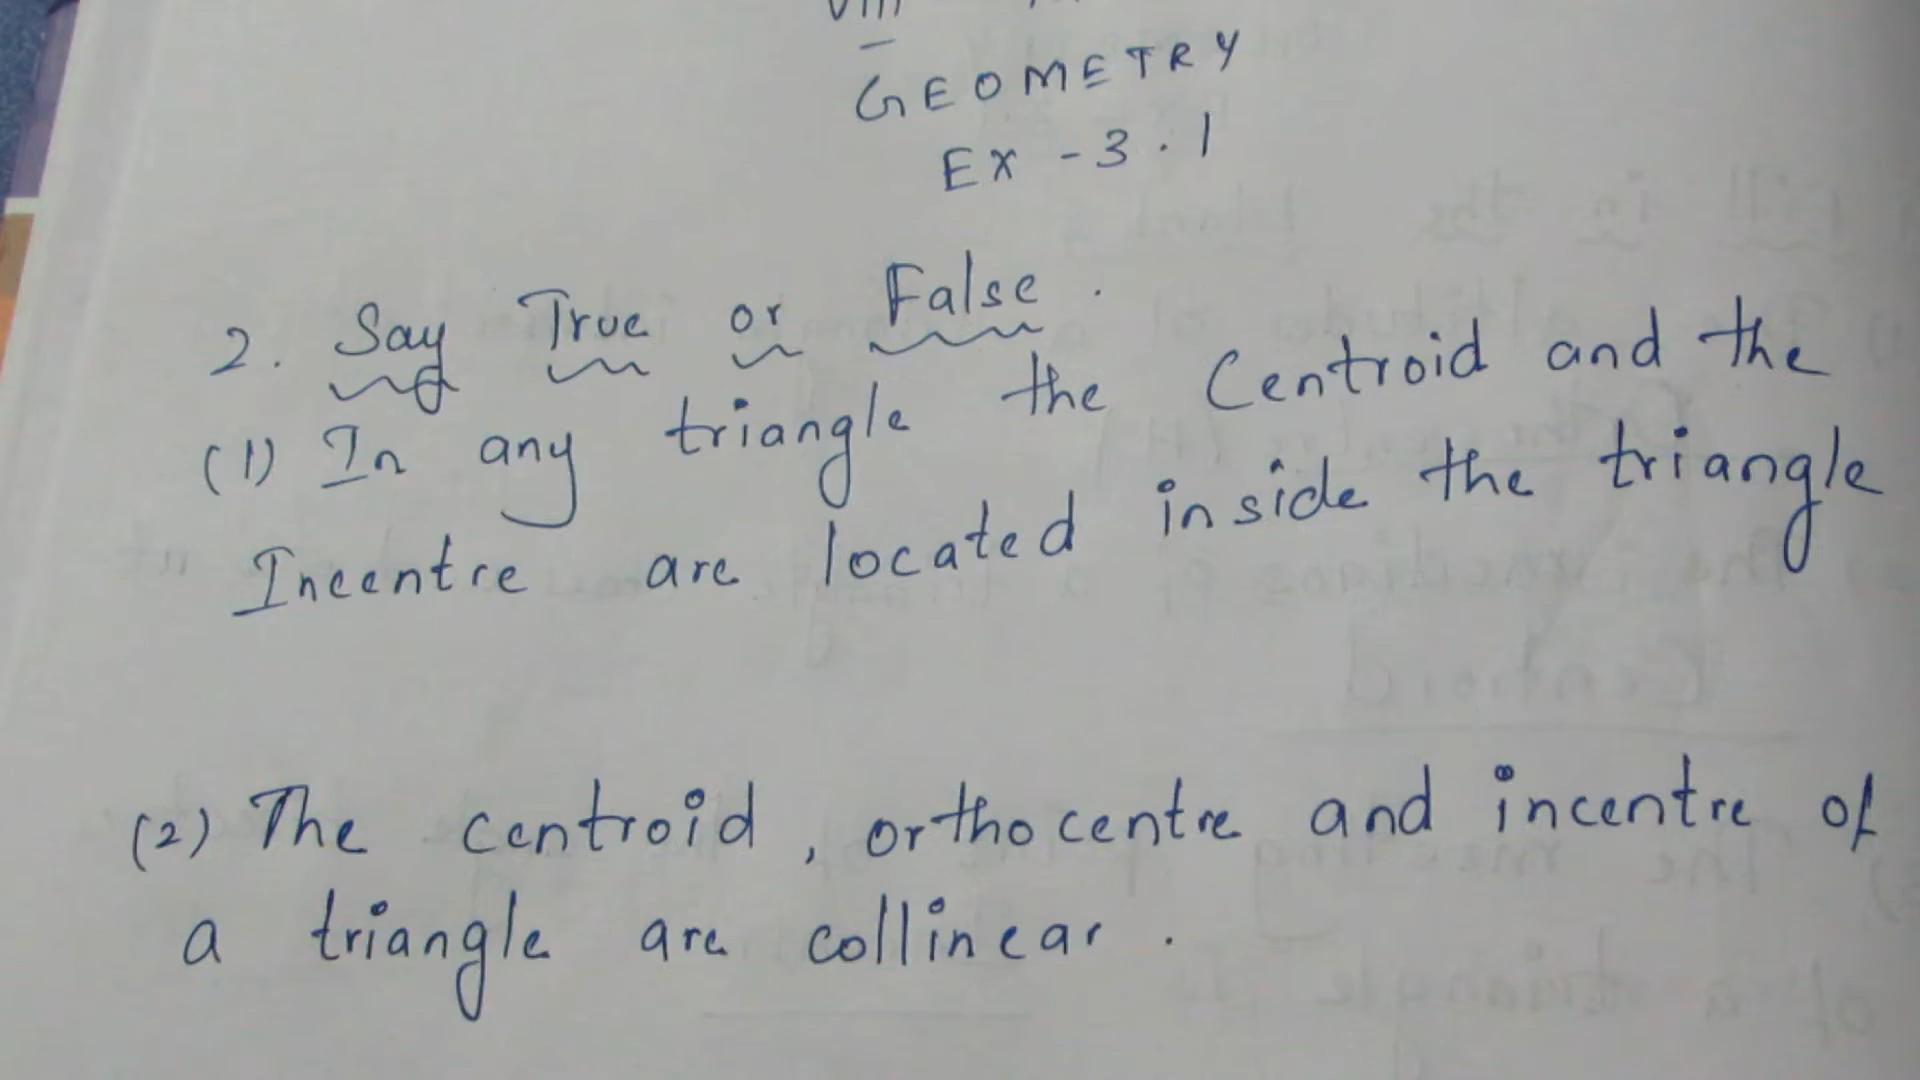 VIII
GEOMETRY
EX - 3.1
2. Say True or False.
(1) In any triangle the Centroid and the
Incentre are located inside the triangle
(2) The centroid, orthocentre and incentre of
a triangle are collinear.